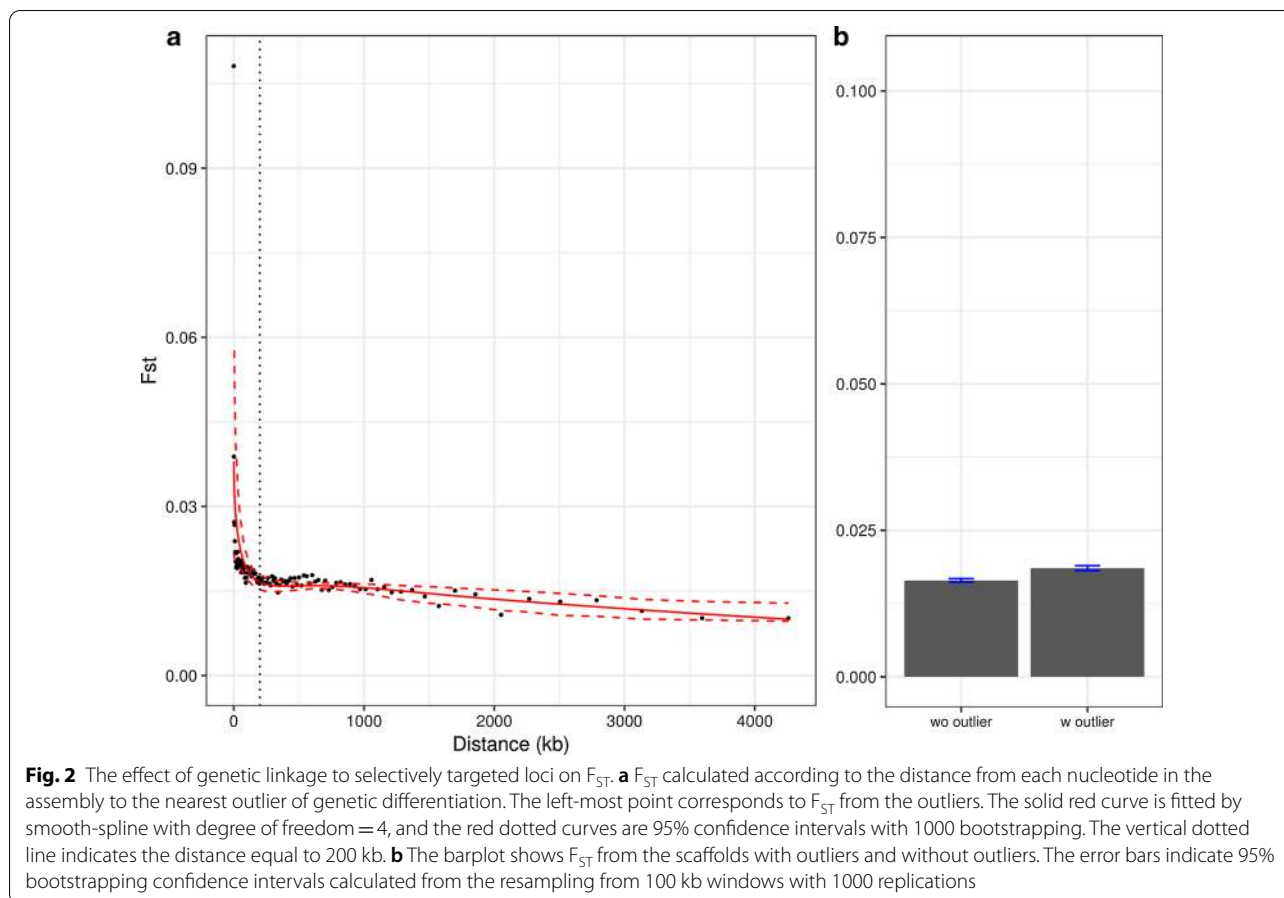 a
b
0.09
0.06
0.03
0.00
Fst
0
1000
2000
3000
4000
Distance (kb)
0.100
0.075
0.050
0.025
0.000
wo outlier
w outlier
Fig. 2 The effect of genetic linkage to selectively targeted loci on FST. a FST calculated according to the distance from each nucleotide in the
assembly to the nearest outlier of genetic differentiation. The left-most point corresponds to FST from the outliers. The solid red curve is fitted by
smooth-spline with degree of freedom = 4, and the red dotted curves are 95% confidence intervals with 1000 bootstrapping. The vertical dotted
line indicates the distance equal to 200 kb. b The barplot shows FST from the scaffolds with outliers and without outliers. The error bars indicate 95%
bootstrapping confidence intervals calculated from the resampling from 100 kb windows with 1000 replications